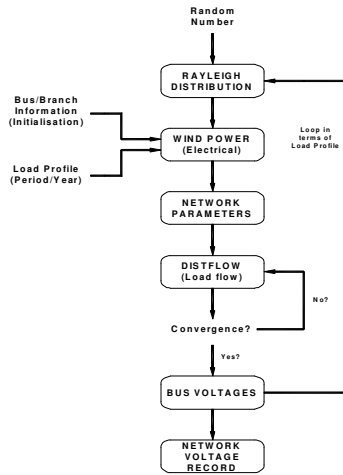 Random
Number
RAYLEIGH
DISTRIBUTION
Bus/Branch
Information
(Initialisation)
WIND POWER
(Electrical)
Loop in
terms of
Load Profile
Load Profile
(Period/Year)
NETWORK
PARAMETERS
DISTFLOW
(Load flow)
No?
Convergence?
Yes?
BUS VOLTAGES
NETWORK
VOLTAGE
RECORD